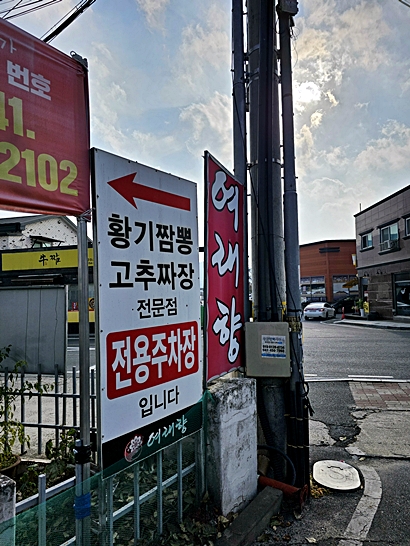 번호
41.
2102
황기짬뽕
고추짜장
전문점
전용주차장
입니다
여래향
여래향